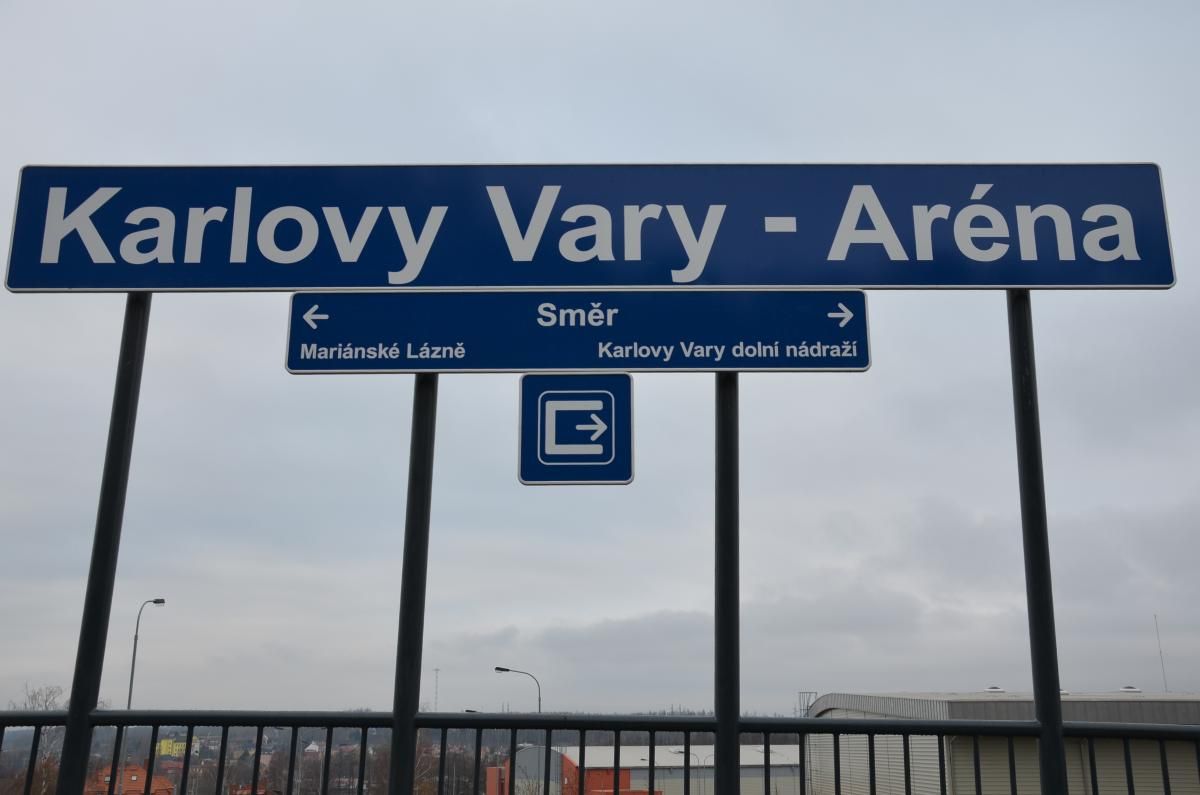 Karlovy Vary - Aréna
← Směr →
Mariánské Lázně Karlovy Vary dolní nádraží